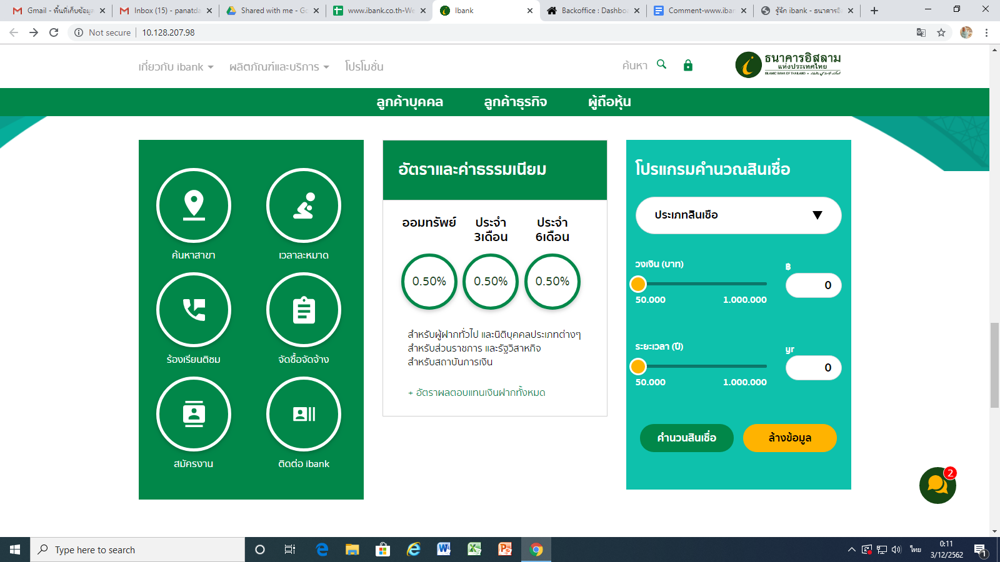 Gmail - พื้นที่เก็บข้อมูล
Inbox (15) - panatda
Shared with me - Go
www.ibank.co.th-We
Ibank
Backoffice : Dashbo
Comment-www.iban
รู้จัก ibank - ธนาคารอิส
Not secure
10.128.207.98
เกี่ยวกับ ibank
ผลิตภัณฑ์และบริการ
โปรโมชั่น
ค้นหา
ธนาคารอิสลาม
แห่งประเทศไทย
ISLAMIC BANK OF THAILAND
ลูกค้าบุคคล
ลูกค้าธุรกิจ
ผู้ถือหุ้น
ค้นหาสาขา
เวลาละหมาด
ร้องเรียนติชม
จัดซื้อจัดจ้าง
สมัครงาน
ติดต่อ ibank
อัตราและค่าธรรมเนียม
ออมทรัพย์
ประจำ
3เดือน
ประจำ
6เดือน
0.50%
0.50%
0.50%
สำหรับผู้ฝากทั่วไป และนิติบุคคลประเภทต่างๆ
สำหรับส่วนราชการ และรัฐวิสาหกิจ
สำหรับสถาบันการเงิน
+ อัตราผลตอบแทนเงินฝากทั้งหมด
โปรแกรมคำนวณสินเชื่อ
ประเภทสินเชื่อ
วงเงิน (บาท)
฿
0
50.000
1.000.000
ระยะเวลา (ปี)
yr
0
50.000
1.000.000
คำนวนสินเชื่อ
ล้างข้อมูล
2
Type here to search
ไทย
0:11
3/12/2562
1